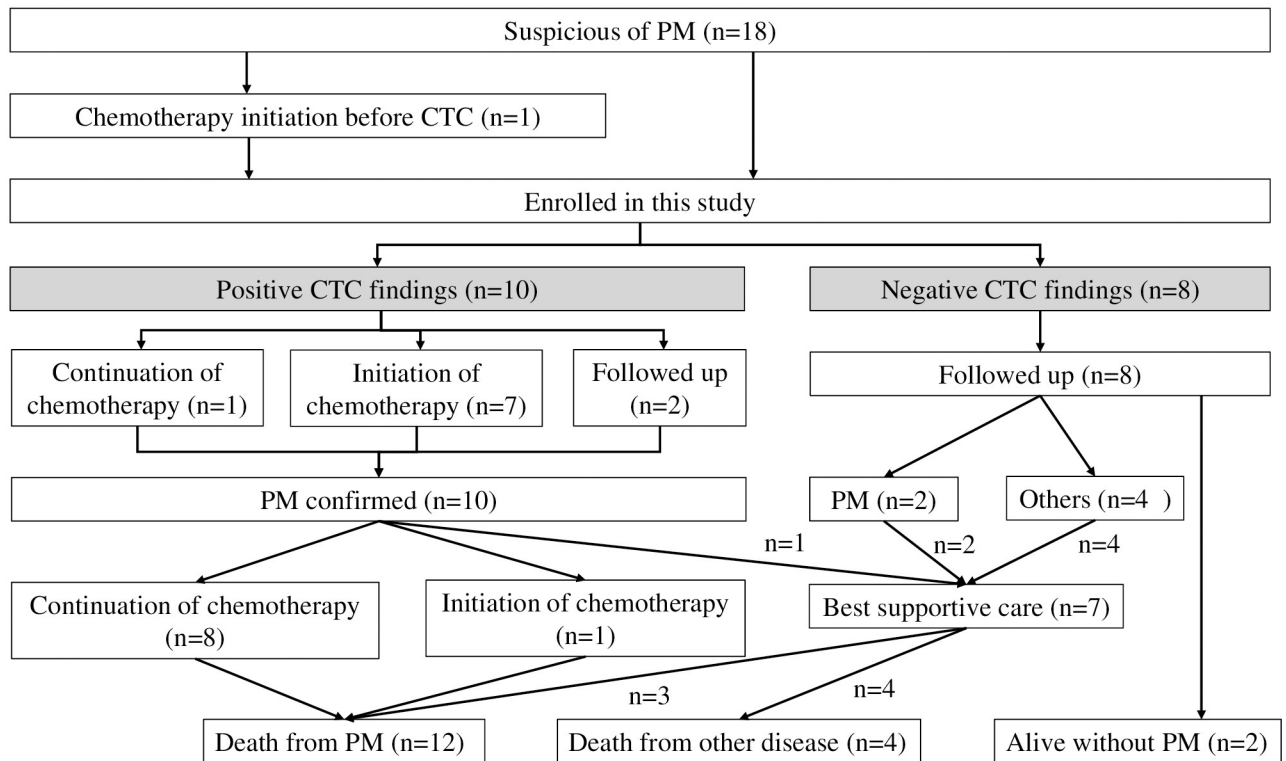 Suspicious of PM (n=18)
Chemotherapy initiation before CTC (n=1)
Enrolled in this study
Positive CTC findings (n=10)
Negative CTC findings (n=8)
Continuation of
chemotherapy (n=1)
Initiation of
chemotherapy (n=7)
Followed up
(n=2)
Followed up (n=8)
PM confirmed (n=10)
PM (n=2)
Others (n=4  )
n=1
n=2
n=4
Continuation of chemotherapy
(n=8)
Initiation of chemotherapy
(n=1)
Best supportive care (n=7)
n=3
n=4
Death from PM (n=12)
Death from other disease (n=4)
Alive without PM (n=2)